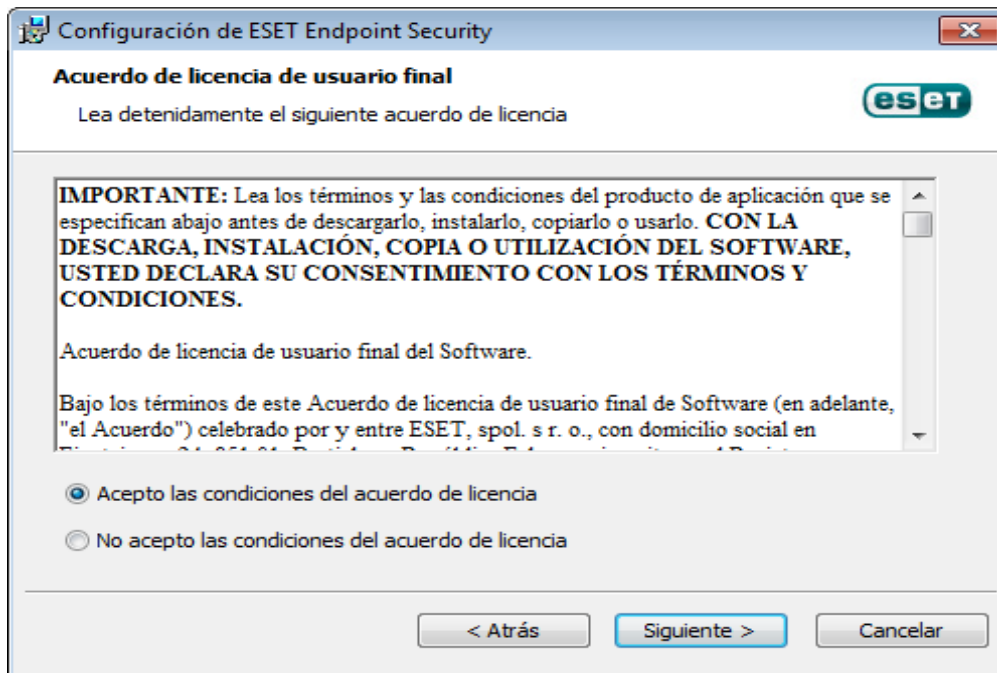 Configuración de ESET Endpoint Security
Acuerdo de licencia de usuario final
Lea detenidamente el siguiente acuerdo de licencia
eseT
IMPORTANTE: Lea los términos y las condiciones del producto de aplicación que se
especifican abajo antes de descargarlo, instalarlo, copiarlo o usarlo. CON LA
DESCARGA, INSTALACIÓN, COPIA O UTILIZACIÓN DEL SOFTWARE,
USTED DECLARA SU CONSENTIMIENTO CON LOS TÉRMINOS Y
CONDICIONES.
Acuerdo de licencia de usuario final del Software.
Bajo los términos de este Acuerdo de licencia de usuario final de Software (en adelante,
"el Acuerdo") celebrado por y entre ESET, spol. s r. o., con domicilio social en
Acepto las condiciones del acuerdo de licencia
No acepto las condiciones del acuerdo de licencia
< Atrás
Siguiente >
Cancelar